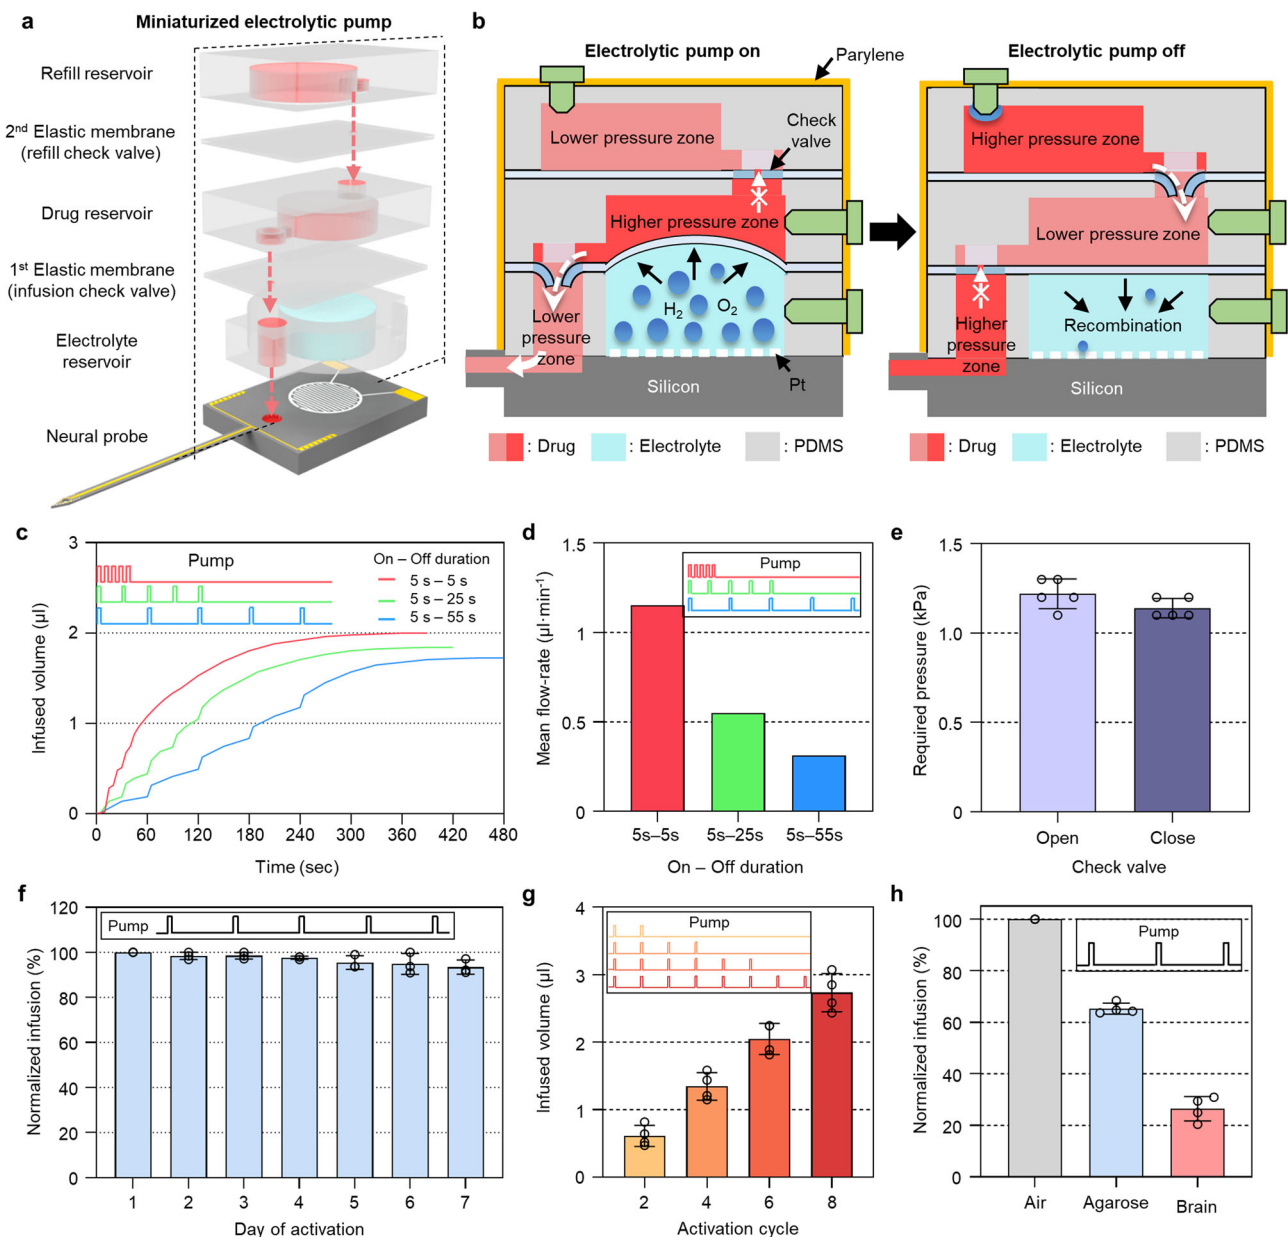 a
Miniaturized electrolytic pump
Refill reservoir
2nd Elastic membrane
(refill check valve)
Drug reservoir
1st Elastic membrane
(infusion check valve)
Electrolyte
reservoir
Neural probe
b
Electrolytic pump on
Parylene
Electrolytic pump off
Lower pressure zone
Check
valve
Higher pressure zone
Higher pressure zone
Lower pressure zone
H2
O2
Lower
pressure
zone
Recombination
Higher
pressure
zone
Silicon
Pt
Silicon
: Drug
: Electrolyte
: PDMS
: Drug
: Electrolyte
: PDMS
c
Pump
On – Off duration
5 s – 5 s
5 s – 25 s
5 s – 55 s
Infused volume (µl)
3
2
1
0
0 60 120 180 240 300 360 420 480
Time (sec)
d
Pump
Mean flow-rate (µl·min-1)
1.5
1.0
0.5
0
5s–5s 5s–25s 5s–55s
On – Off duration
e
Required pressure (kPa)
1.5
1.0
0.5
0
Open Close
Check valve
f
Pump
Normalized infusion (%)
120
100
80
60
40
20
0
1 2 3 4 5 6 7
Day of activation
g
Pump
Infused volume (µl)
4
3
2
1
0
2 4 6 8
Activation cycle
h
Pump
Normalized infusion (%)
100
80
60
40
20
0
Air Agarose Brain